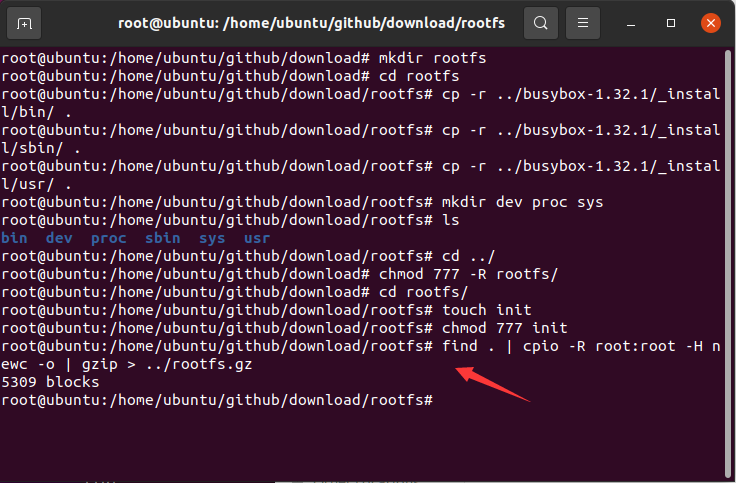 root@ubuntu: /home/ubuntu/github/download/rootfs
root@ubuntu:/home/ubuntu/github/download# mkdir rootfs
root@ubuntu:/home/ubuntu/github/download# cd rootfs
root@ubuntu:/home/ubuntu/github/download/rootfs# cp -r ../busybox-1.32.1/_instal
l/bin/ .
root@ubuntu:/home/ubuntu/github/download/rootfs# cp -r ../busybox-1.32.1/_instal
l/sbin/ .
root@ubuntu:/home/ubuntu/github/download/rootfs# cp -r ../busybox-1.32.1/_instal
l/usr/ .
root@ubuntu:/home/ubuntu/github/download/rootfs# mkdir dev proc sys
root@ubuntu:/home/ubuntu/github/download/rootfs# ls
bin  dev  proc  sbin  sys  usr
root@ubuntu:/home/ubuntu/github/download/rootfs# cd ../
root@ubuntu:/home/ubuntu/github/download# chmod 777 -R rootfs/
root@ubuntu:/home/ubuntu/github/download# cd rootfs/
root@ubuntu:/home/ubuntu/github/download/rootfs# touch init
root@ubuntu:/home/ubuntu/github/download/rootfs# chmod 777 init
root@ubuntu:/home/ubuntu/github/download/rootfs# find . | cpio -R root:root -H n
ewc -o | gzip > ../rootfs.gz
5309 blocks
root@ubuntu:/home/ubuntu/github/download/rootfs#